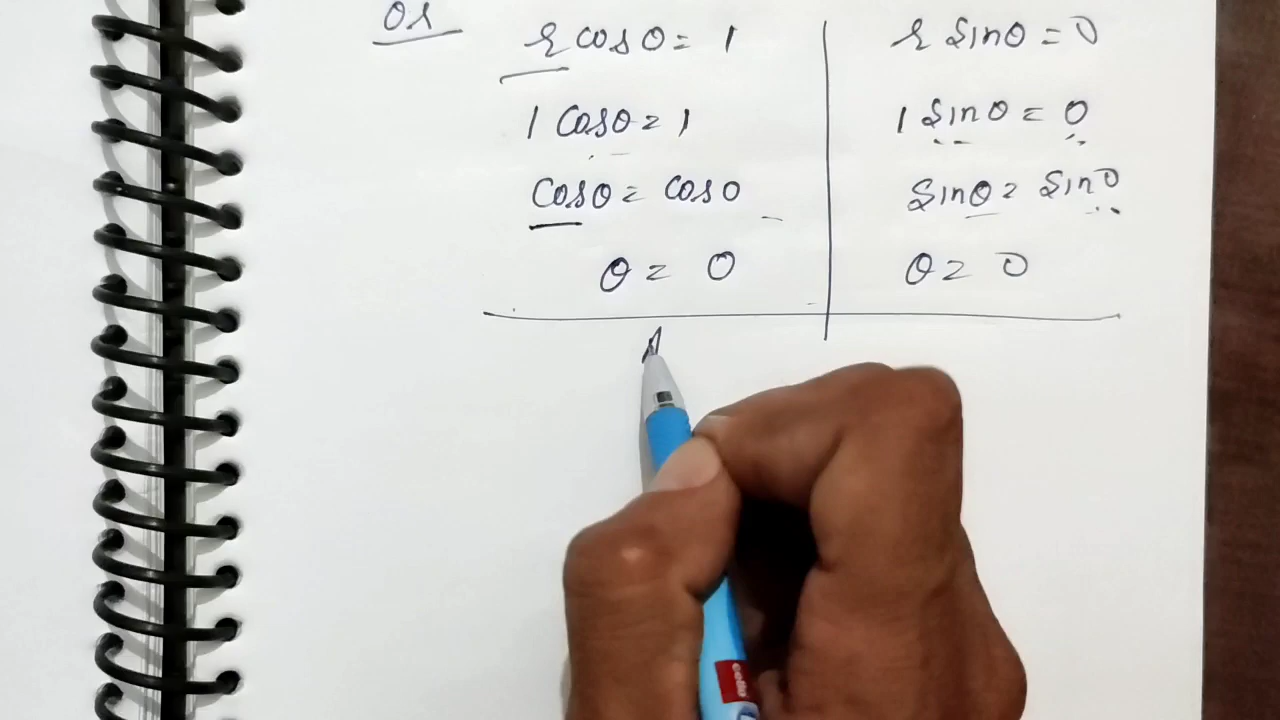 or
r cos θ = 1
r sin θ = 0
1 cos θ = 1
1 sin θ = 0
cos θ = cos 0
sin θ = sin 0
θ = 0
θ = 0
cello